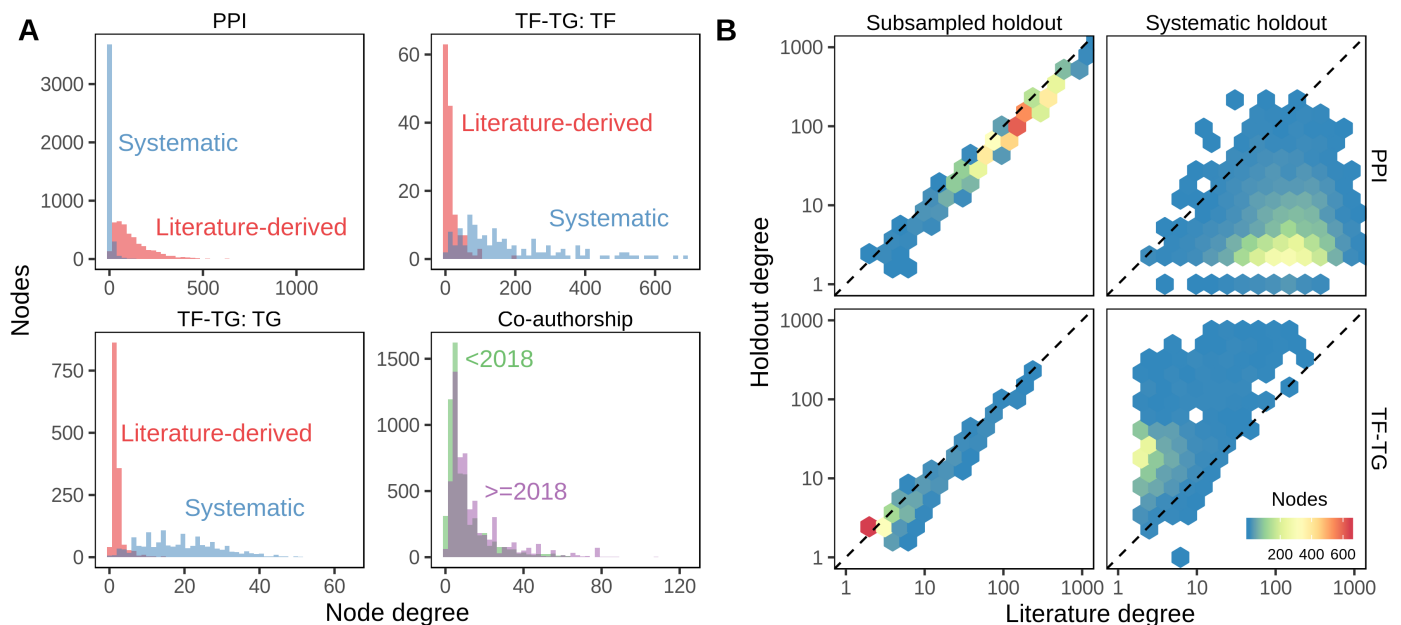 A
PPI
TF-TG: TF
3000
2000
1000
0
Systematic
Literature-derived
0 500 1000
60
40
20
0
Literature-derived
Systematic
0 200 400 600
Nodes
TF-TG: TG
Co-authorship
750
500
250
0
Literature-derived
Systematic
0 20 40 60
1500
1000
500
0
<2018
>=2018
0 40 80 120
Node degree
B
Subsampled holdout
Systematic holdout
1000
100
10
1
PPI
Holdout degree
1000
100
10
1
TF-TG
Nodes
200 400 600
1 10 100 1000
1 10 100 1000
Literature degree